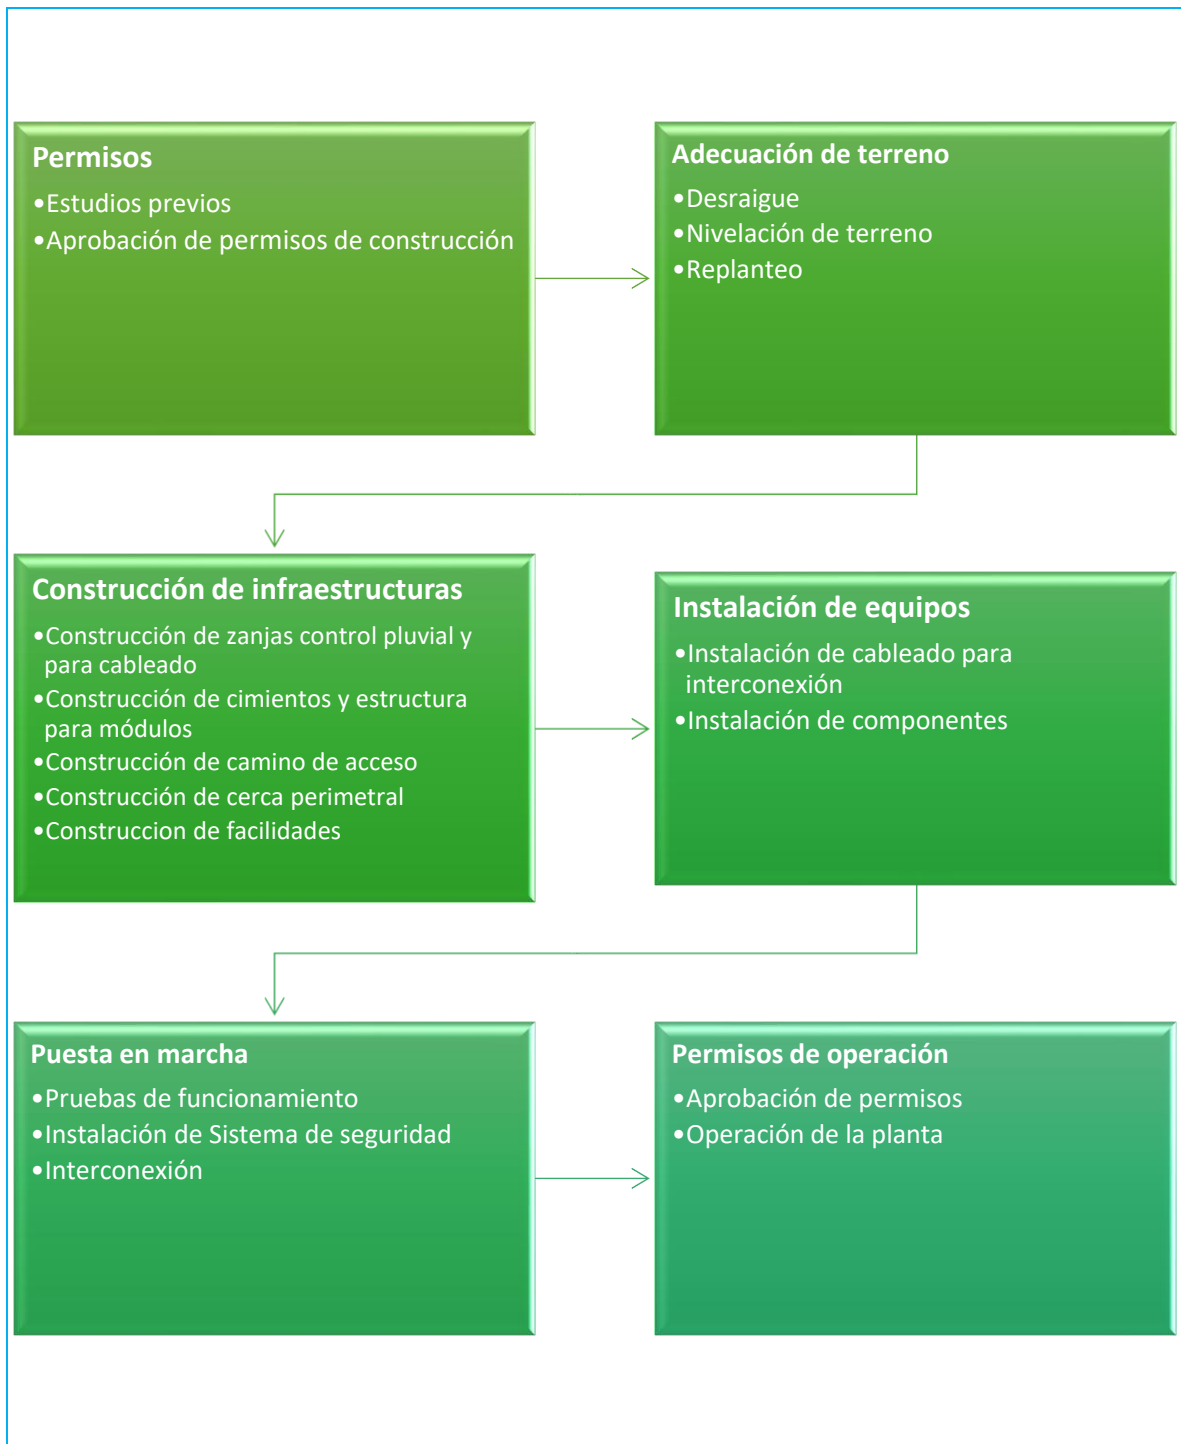 Permisos
•Estudios previos
•Aprobación de permisos de construcción
Adecuación de terreno
•Desraigue
•Nivelación de terreno
•Replanteo
Construcción de infraestructuras
•Construcción de zanjas control pluvial y
para cableado
•Construcción de cimientos y estructura
para módulos
•Construcción de camino de acceso
•Construcción de cerca perimetral
•Construccion de facilidades
Instalación de equipos
•Instalación de cableado para
interconexión
•Instalación de componentes
Puesta en marcha
•Pruebas de funcionamiento
•Instalación de Sistema de seguridad
•Interconexión
Permisos de operación
•Aprobación de permisos
•Operación de la planta